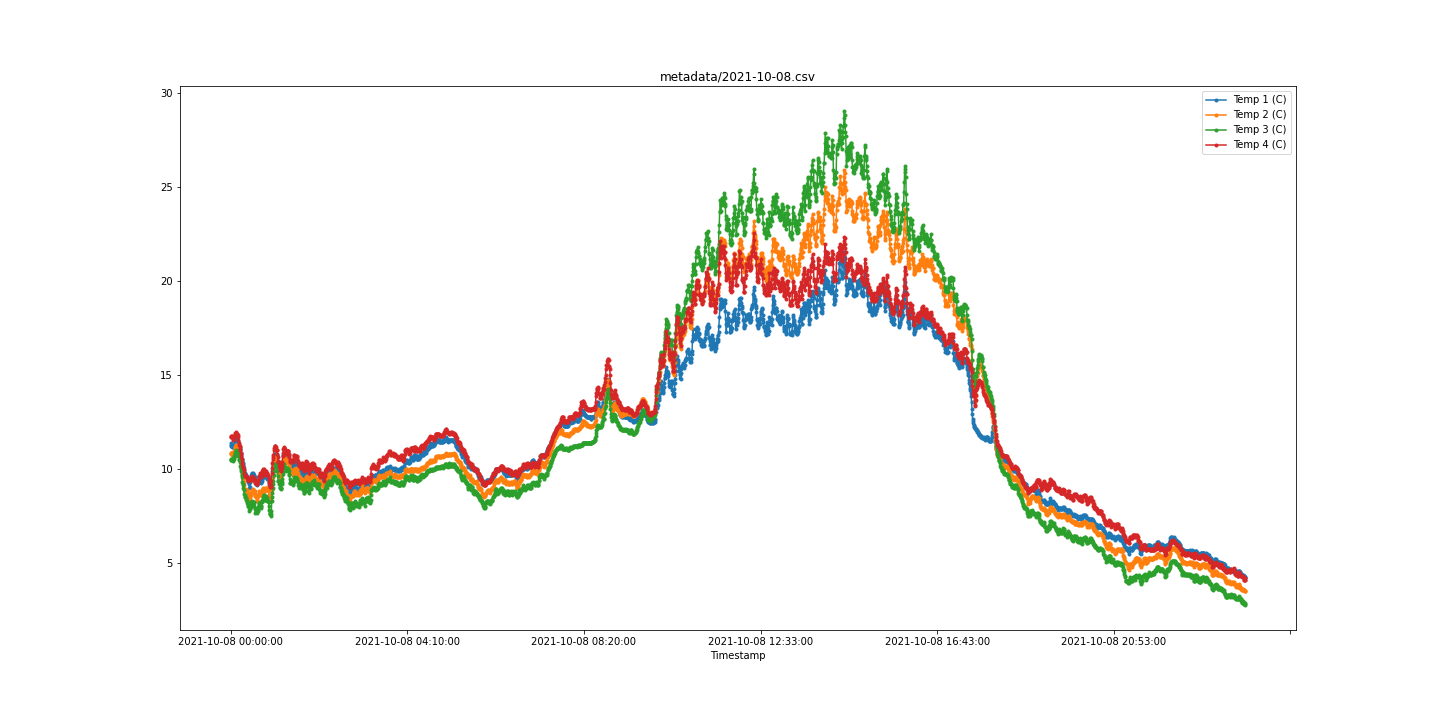 metadata/2021-10-08.csv
30
25
20
15
10
5
Temp 1 (C)
Temp 2 (C)
Temp 3 (C)
Temp 4 (C)
2021-10-08 00:00:00
2021-10-08 04:10:00
2021-10-08 08:20:00
2021-10-08 12:33:00
2021-10-08 16:43:00
2021-10-08 20:53:00
Timestamp